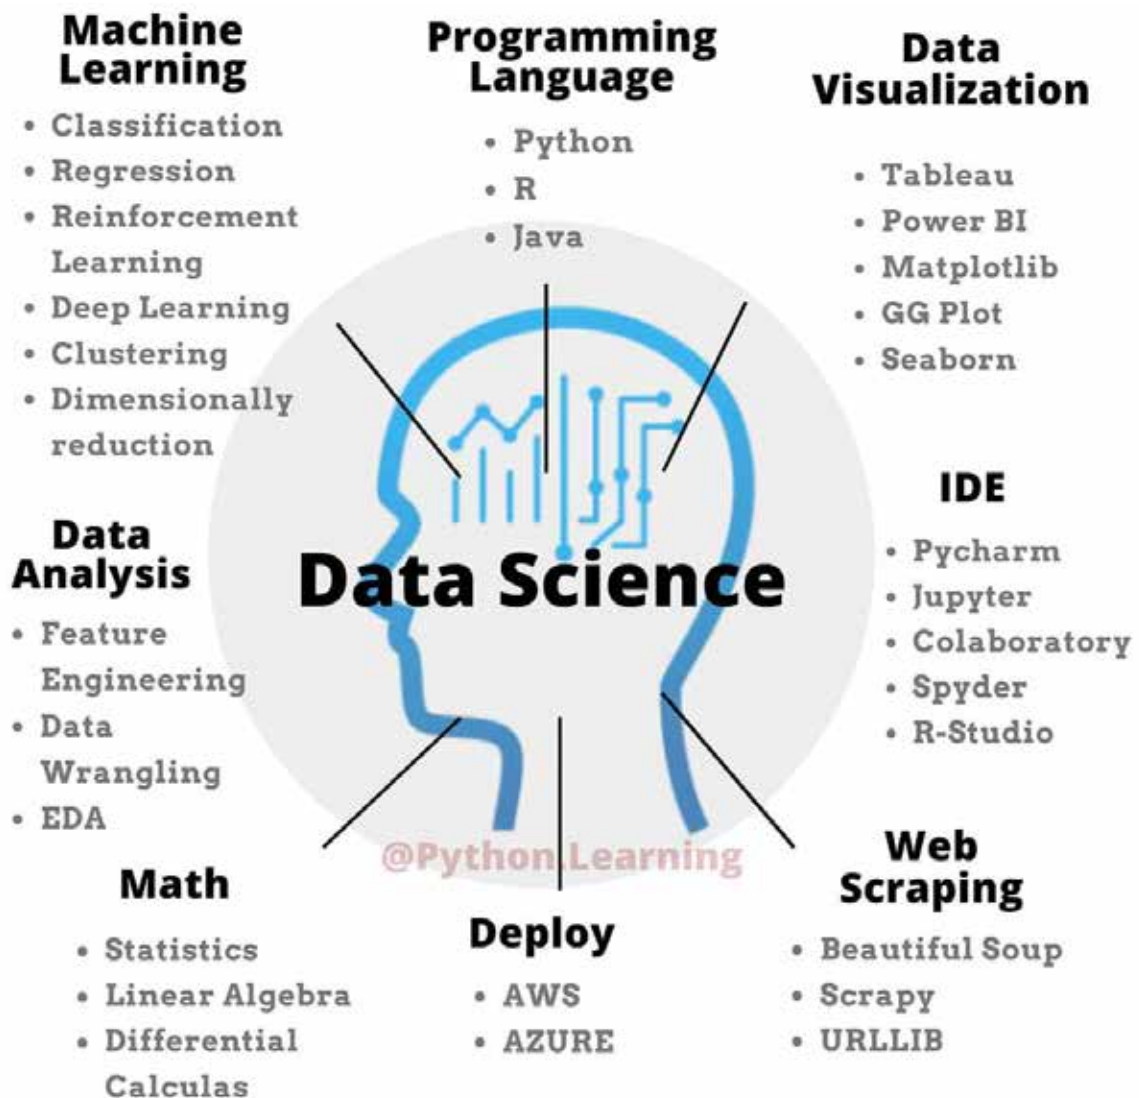 Machine
Learning
• Classification
• Regression
• Reinforcement
Learning
• Deep Learning
• Clustering
• Dimensionally
reduction
Programming
Language
• Python
• R
• Java
Data
Visualization
• Tableau
• Power BI
• Matplotlib
• GG Plot
• Seaborn
IDE
• Pycharm
• Jupyter
• Colaboratory
• Spyder
• R-Studio
Data Science
Data
Analysis
• Feature
Engineering
• Data
Wrangling
• EDA
@Python.Learning
Math
• Statistics
• Linear Algebra
• Differential
Calculas
Deploy
• AWS
• AZURE
Web
Scraping
• Beautiful Soup
• Scrapy
• URLLIB